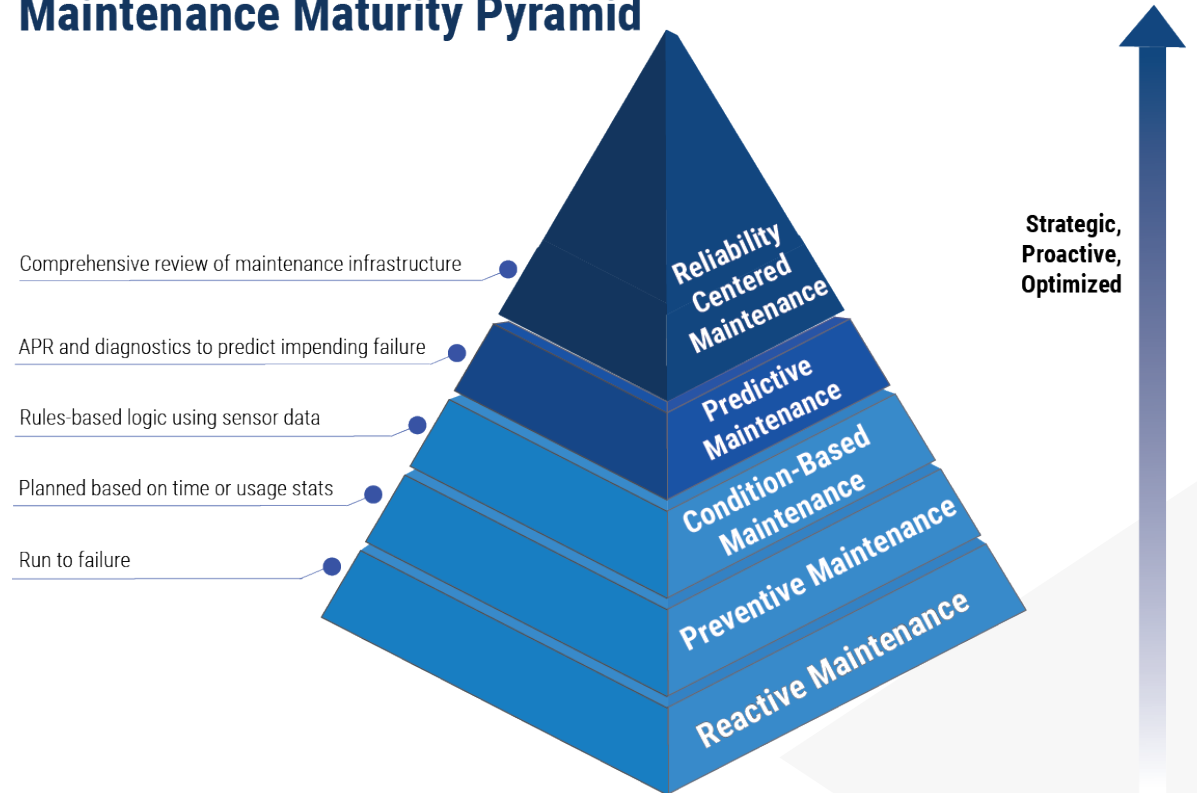 Maintenance Maturity Pyramid
Comprehensive review of maintenance infrastructure
APR and diagnostics to predict impending failure
Rules-based logic using sensor data
Planned based on time or usage stats
Run to failure
Reliability
Centered
Maintenance
Predictive
Maintenance
Condition-Based
Maintenance
Preventive Maintenance
Reactive Maintenance
Strategic,
Proactive,
Optimized